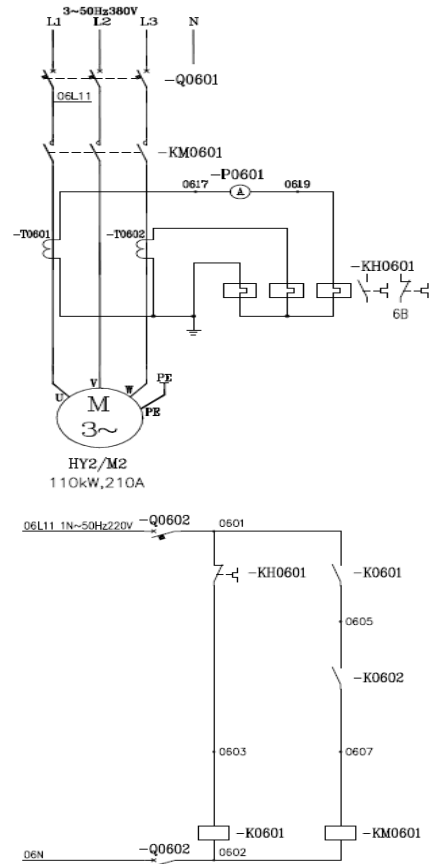 3~50Hz380V
L1 L2 L3 N
-Q0601
06L11
-KM0601
-P0601
0617 A 0619
-T0601 -T0602
-KH0601
6B
U V W PE
M PE
3~
HY2/M2
110kW,210A
06L11 1N~50Hz220V -Q0602 0601
-KH0601 -K0601
0605
-K0602
0603 0607
-K0601 -KM0601
06N -Q0602 0602